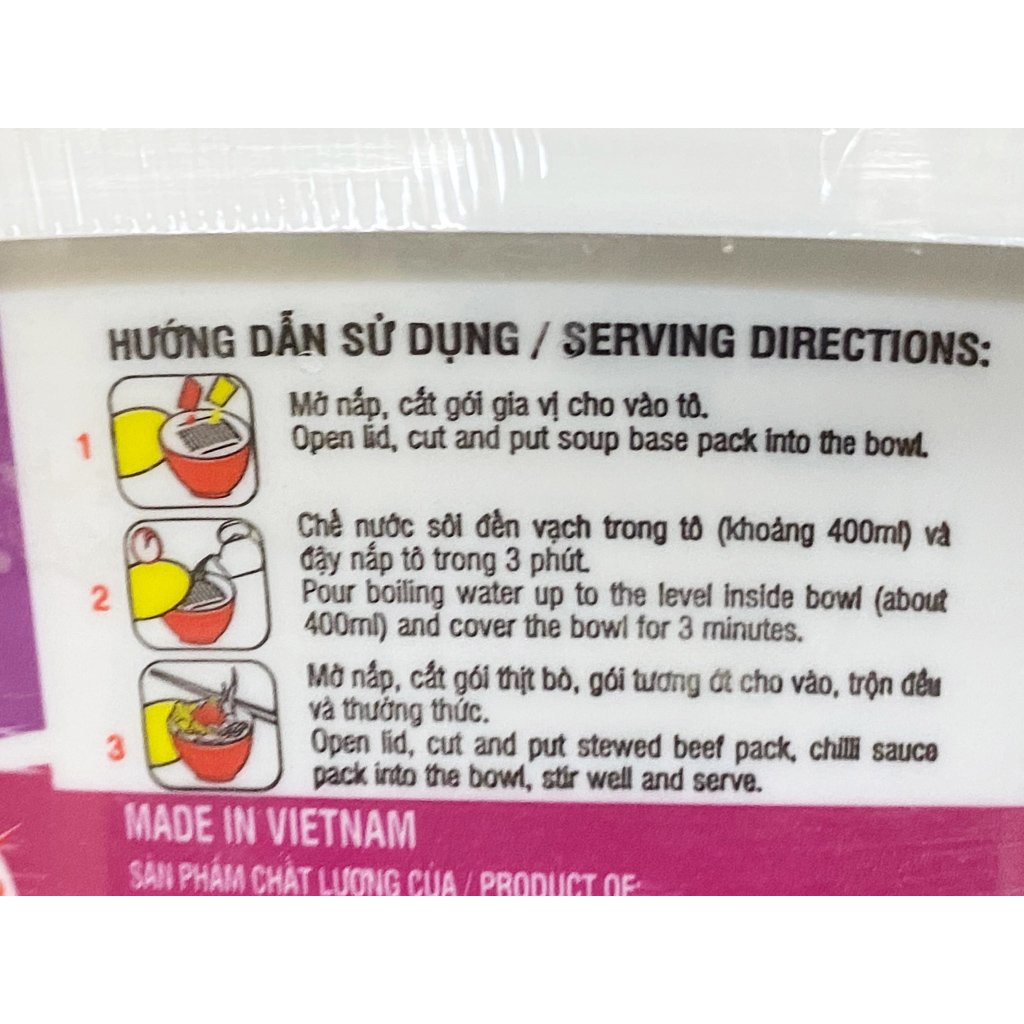 HƯỚNG DẪN SỬ DỤNG / SERVING DIRECTIONS:
1
Mở nắp, cắt gói gia vị cho vào tô.
Open lid, cut and put soup base pack into the bowl.
2
Chế nước sôi đến vạch trong tô (khoảng 400ml) và
đậy nắp tô trong 3 phút.
Pour boiling water up to the level inside bowl (about
400ml) and cover the bowl for 3 minutes.
3
Mở nắp, cắt gói thịt bò, gói tương ớt cho vào, trộn đều
và thưởng thức.
Open lid, cut and put stewed beef pack, chilli sauce
pack into the bowl, stir well and serve.
MADE IN VIETNAM
SẢN PHẨM CHẤT LƯỢNG CỦA / PRODUCT OF: